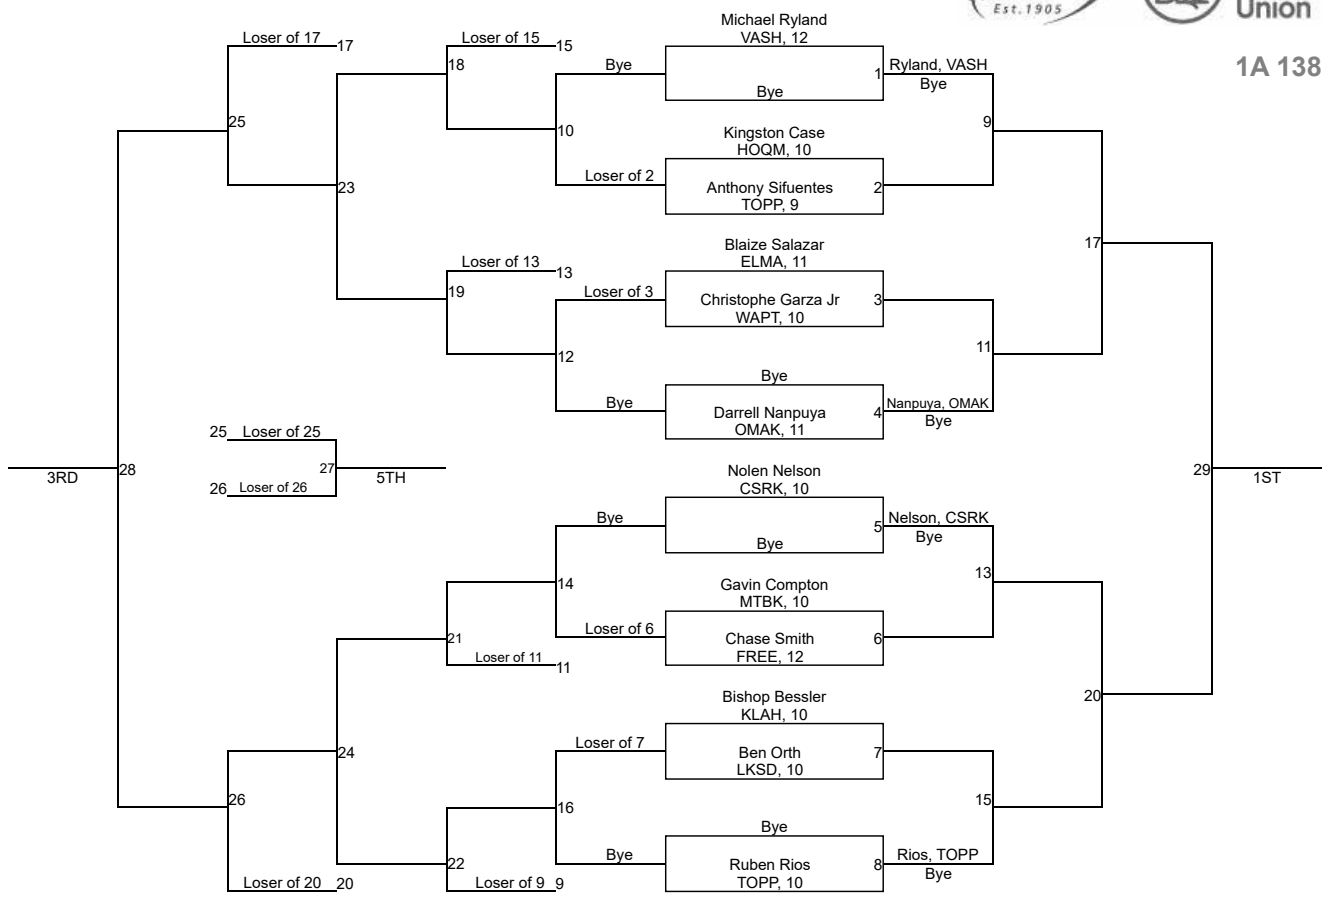 Est. 1905
Union
1A 138
Loser of 17 17
Loser of 15 15
18
25
23
10
Bye
Loser of 2
Michael Ryland
VASH, 12
1
Bye
Ryland, VASH
Bye
9
Kingston Case
HOQM, 10
Anthony Sifuentes 2
TOPP, 9
17
Loser of 13 13
19
12
Loser of 3
Bye
Blaize Salazar
ELMA, 11
Christophe Garza Jr 3
WAPT, 10
11
Bye
Darrell Nanpuya 4
OMAK, 11
Nanpuya, OMAK
Bye
25 Loser of 25
27
5TH
26 Loser of 26
3RD
28
29
1ST
Nolen Nelson
CSRK, 10
5
Bye
Nelson, CSRK
Bye
Bye
14
Loser of 6
21
Loser of 11 11
13
Gavin Compton
MTBK, 10
Chase Smith 6
FREE, 12
20
Bishop Bessler
KLAH, 10
Loser of 7
Ben Orth 7
LKSD, 10
24
26
16
15
Bye
Bye
Ruben Rios 8
TOPP, 10
Rios, TOPP
Bye
22
Loser of 20 20
Loser of 9 9